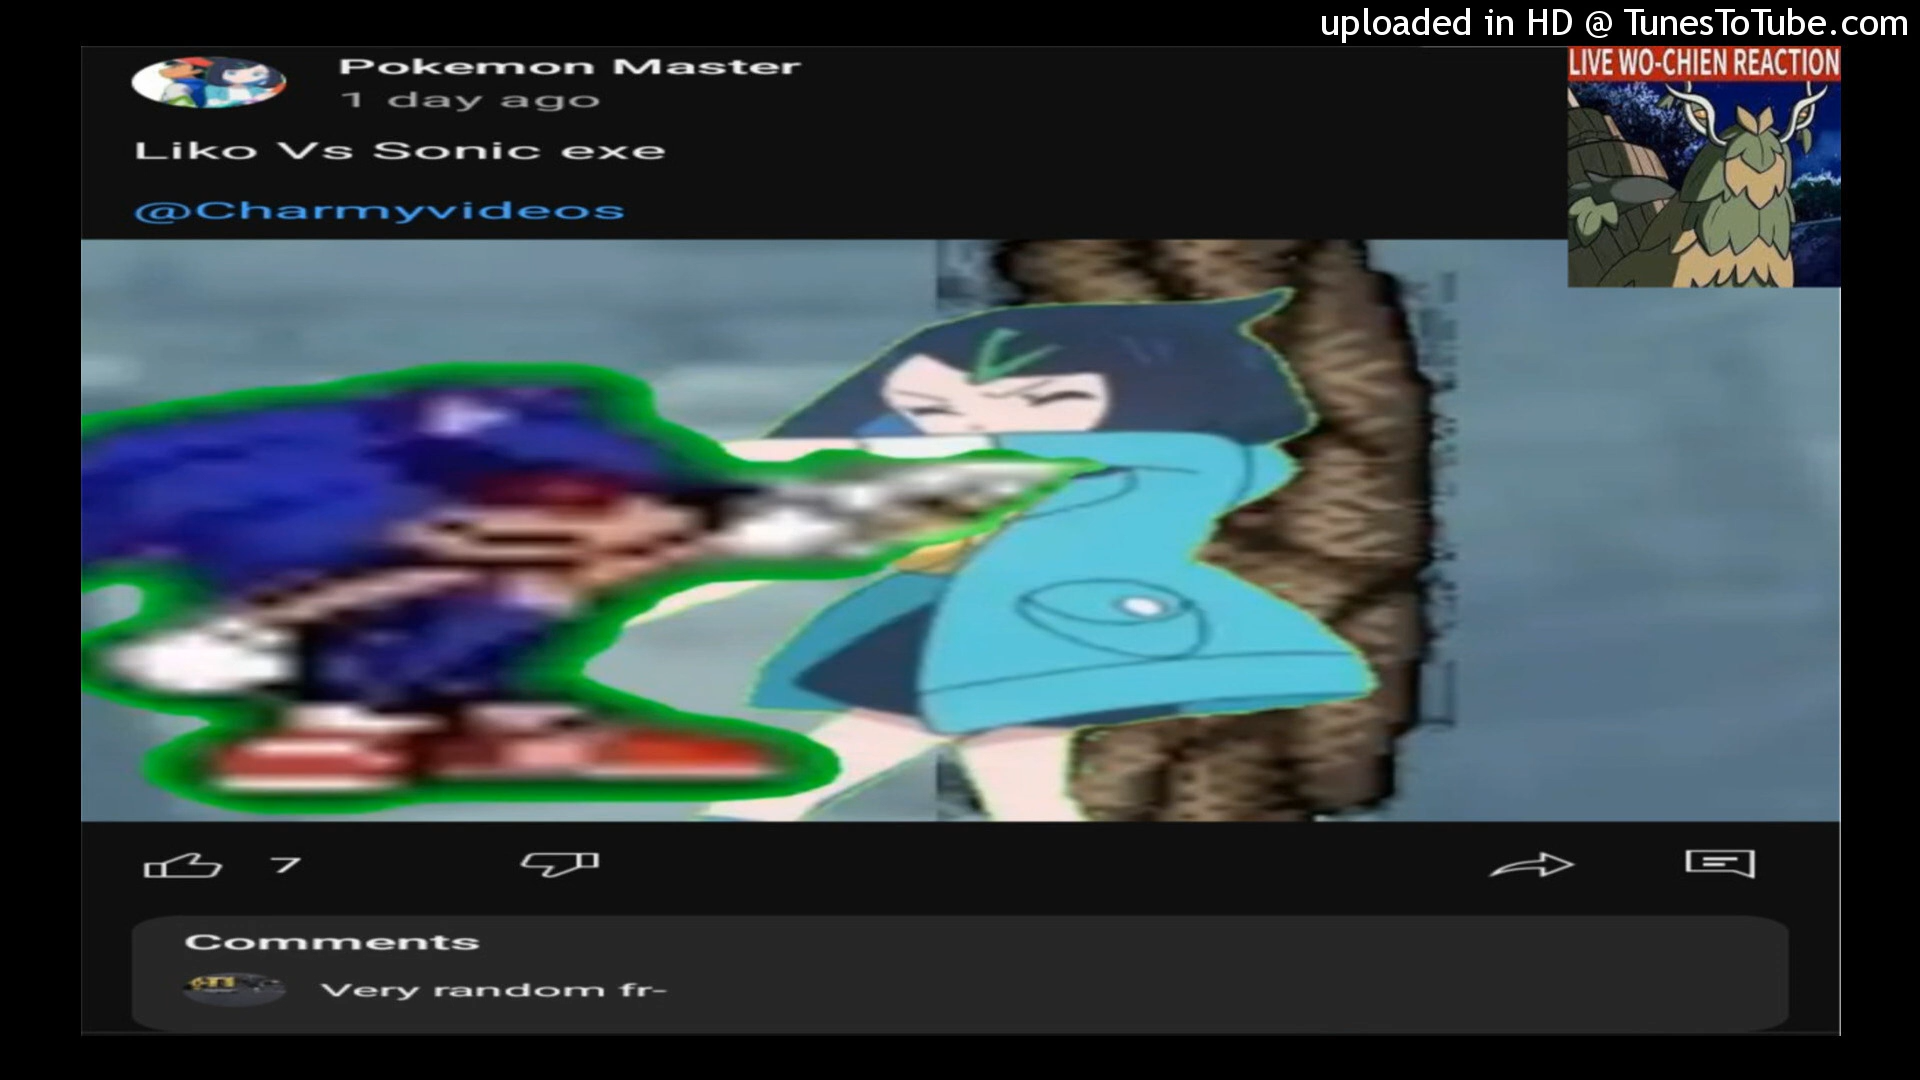 uploaded in HD @ TunesToTube.com
LIVE WO-CHIEN REACTION
Pokemon Master
1 day ago
Liko Vs Sonic exe
@Charmyvideos
7
Comments
Very random fr-